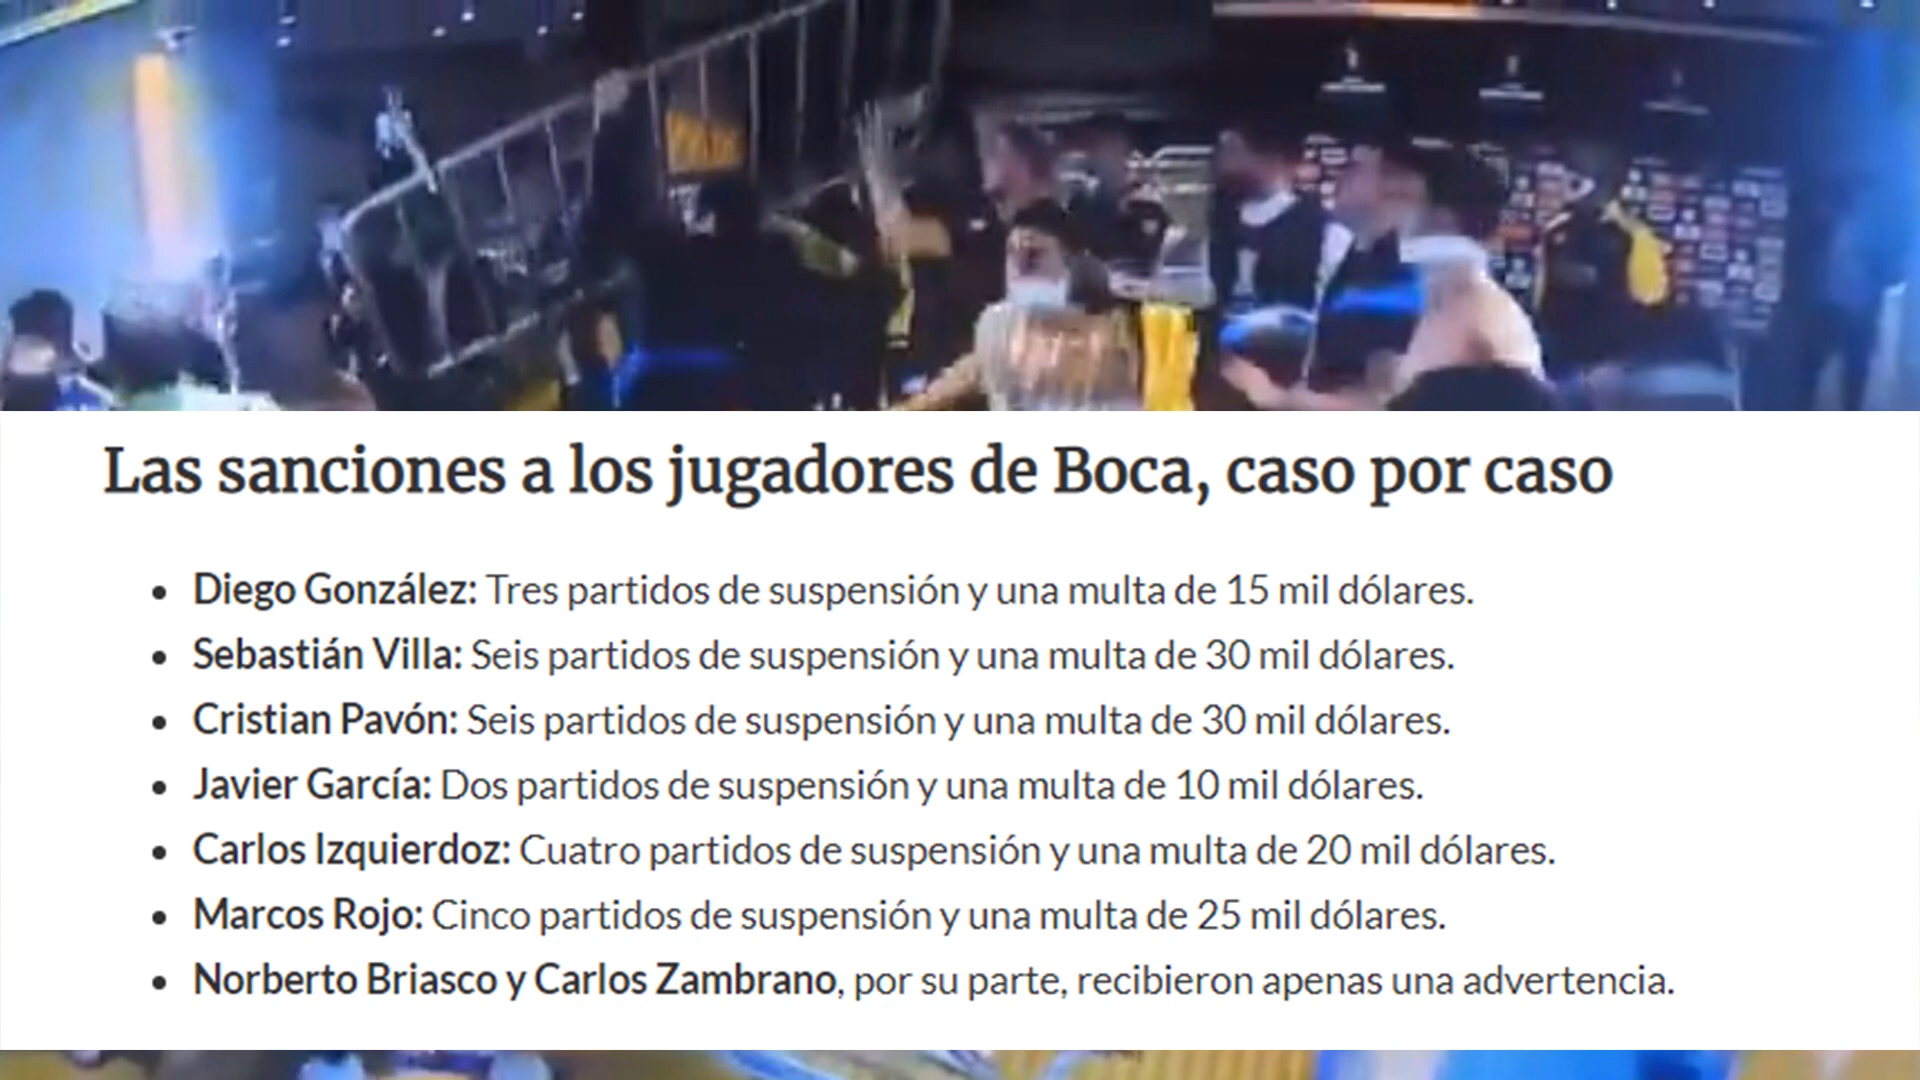 Las sanciones a los jugadores de Boca, caso por caso
• Diego González: Tres partidos de suspensión y una multa de 15 mil dólares.
• Sebastián Villa: Seis partidos de suspensión y una multa de 30 mil dólares.
• Cristian Pavón: Seis partidos de suspensión y una multa de 30 mil dólares.
• Javier García: Dos partidos de suspensión y una multa de 10 mil dólares.
• Carlos Izquierdoz: Cuatro partidos de suspensión y una multa de 20 mil dólares.
• Marcos Rojo: Cinco partidos de suspensión y una multa de 25 mil dólares.
• Norberto Briasco y Carlos Zambrano, por su parte, recibieron apenas una advertencia.